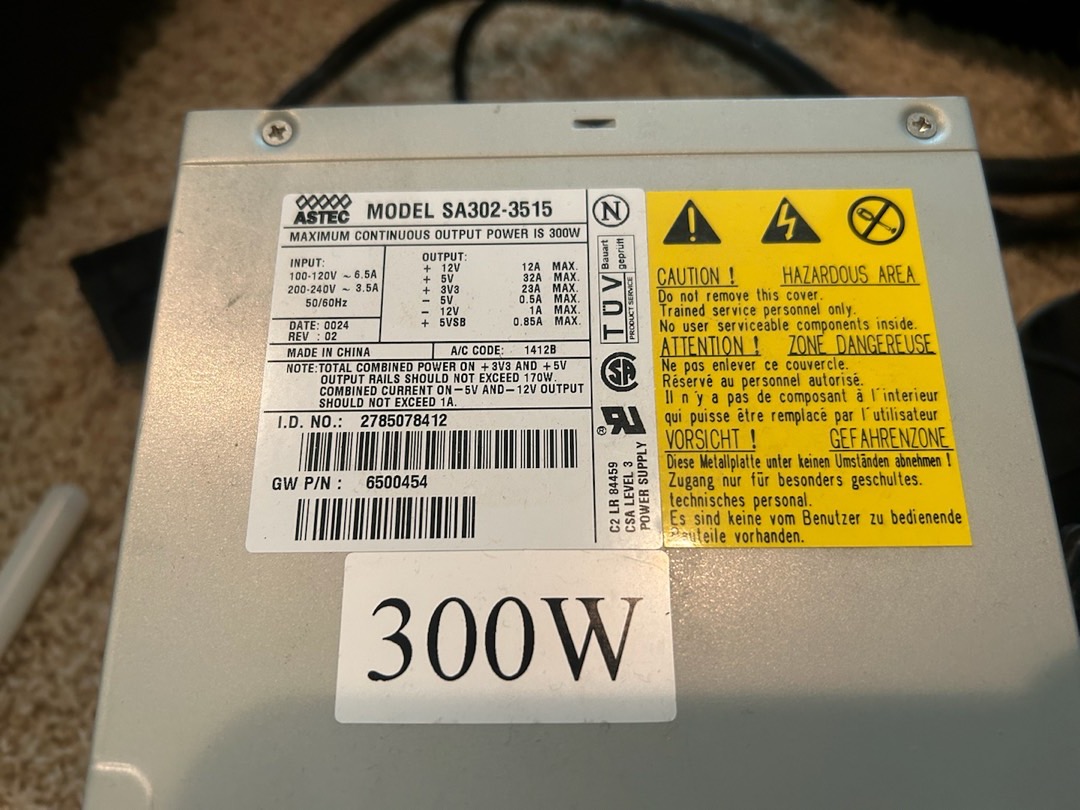 ASTEC MODEL SA302-3515
MAXIMUM CONTINUOUS OUTPUT POWER IS 300W
INPUT:
100-120V ~ 6.5A
200-240V ~ 3.5A
50/60Hz
DATE: 0024
REV : 02
OUTPUT:
+ 12V 12A MAX.
+ 5V 32A MAX.
+ 3V3 23A MAX.
- 5V 0.5A MAX.
- 12V 1A MAX.
+ 5VSB 0.85A MAX.
MADE IN CHINA A/C CODE: 1412B
NOTE:TOTAL COMBINED POWER ON +3V3 AND +5V
OUTPUT RAILS SHOULD NOT EXCEED 170W.
COMBINED CURRENT ON-5V AND-12V OUTPUT
SHOULD NOT EXCEED 1A.
I.D. NO.: 2785078412
GW P/N : 6500454
N
Bauart
geprüft
TÜV
PRODUCT SERVICE
C2 LR 84459
CSA LEVEL 3
POWER SUPPLY
CAUTION ! HAZARDOUS AREA
Do not remove this cover.
Trained service personnel only.
No user serviceable components inside.
ATTENTION ! ZONE DANGEREUSE
Ne pas enlever ce couvercle.
Réservé au personnel autorisé.
Il n'y a pas de composant à l'interieur
qui puisse être remplacé par l'utilisateur
VORSICHT ! GEFAHRENZONE
Diese Metallplatte unter keinen Umständen abnehmen !
Zugang nur für besonders geschultes.
technisches personal.
Es sind keine vom Benutzer zu bedienende
Bauteile vorhanden.
300W